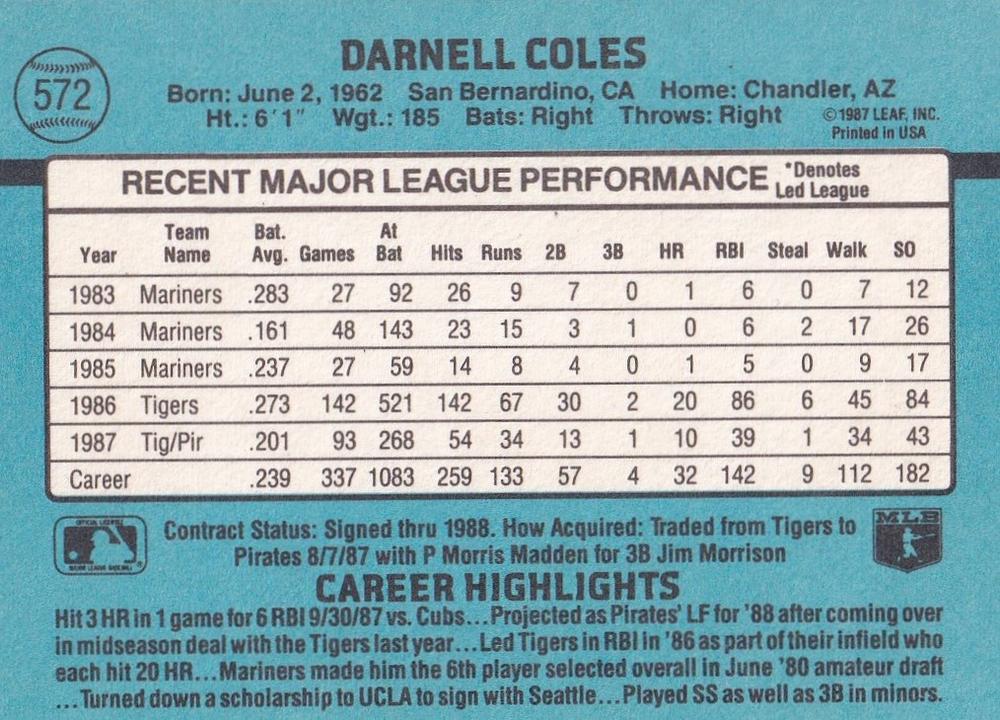 DARNELL COLES
572
Born: June 2, 1962 San Bernardino, CA Home: Chandler, AZ
Ht.: 6'1" Wgt.: 185 Bats: Right Throws: Right
©1987 LEAF, INC.
Printed in USA
RECENT MAJOR LEAGUE PERFORMANCE *Denotes Led League
Year Team Name Bat. Avg. Games At Bat Hits Runs 2B 3B HR RBI Steal Walk SO
1983 Mariners .283 27 92 26 9 7 0 1 6 0 7 12
1984 Mariners .161 48 143 23 15 3 1 0 6 2 17 26
1985 Mariners .237 27 59 14 8 4 0 1 5 0 9 17
1986 Tigers .273 142 521 142 67 30 2 20 86 6 45 84
1987 Tig/Pir .201 93 268 54 34 13 1 10 39 1 34 43
Career .239 337 1083 259 133 57 4 32 142 9 112 182
Contract Status: Signed thru 1988. How Acquired: Traded from Tigers to
Pirates 8/7/87 with P Morris Madden for 3B Jim Morrison
MLB
CAREER HIGHLIGHTS
Hit 3 HR in 1 game for 6 RBI 9/30/87 vs. Cubs...Projected as Pirates' LF for '88 after coming over
in midseason deal with the Tigers last year...Led Tigers in RBI in '86 as part of their infield who
each hit 20 HR...Mariners made him the 6th player selected overall in June '80 amateur draft
...Turned down a scholarship to UCLA to sign with Seattle...Played SS as well as 3B in minors.